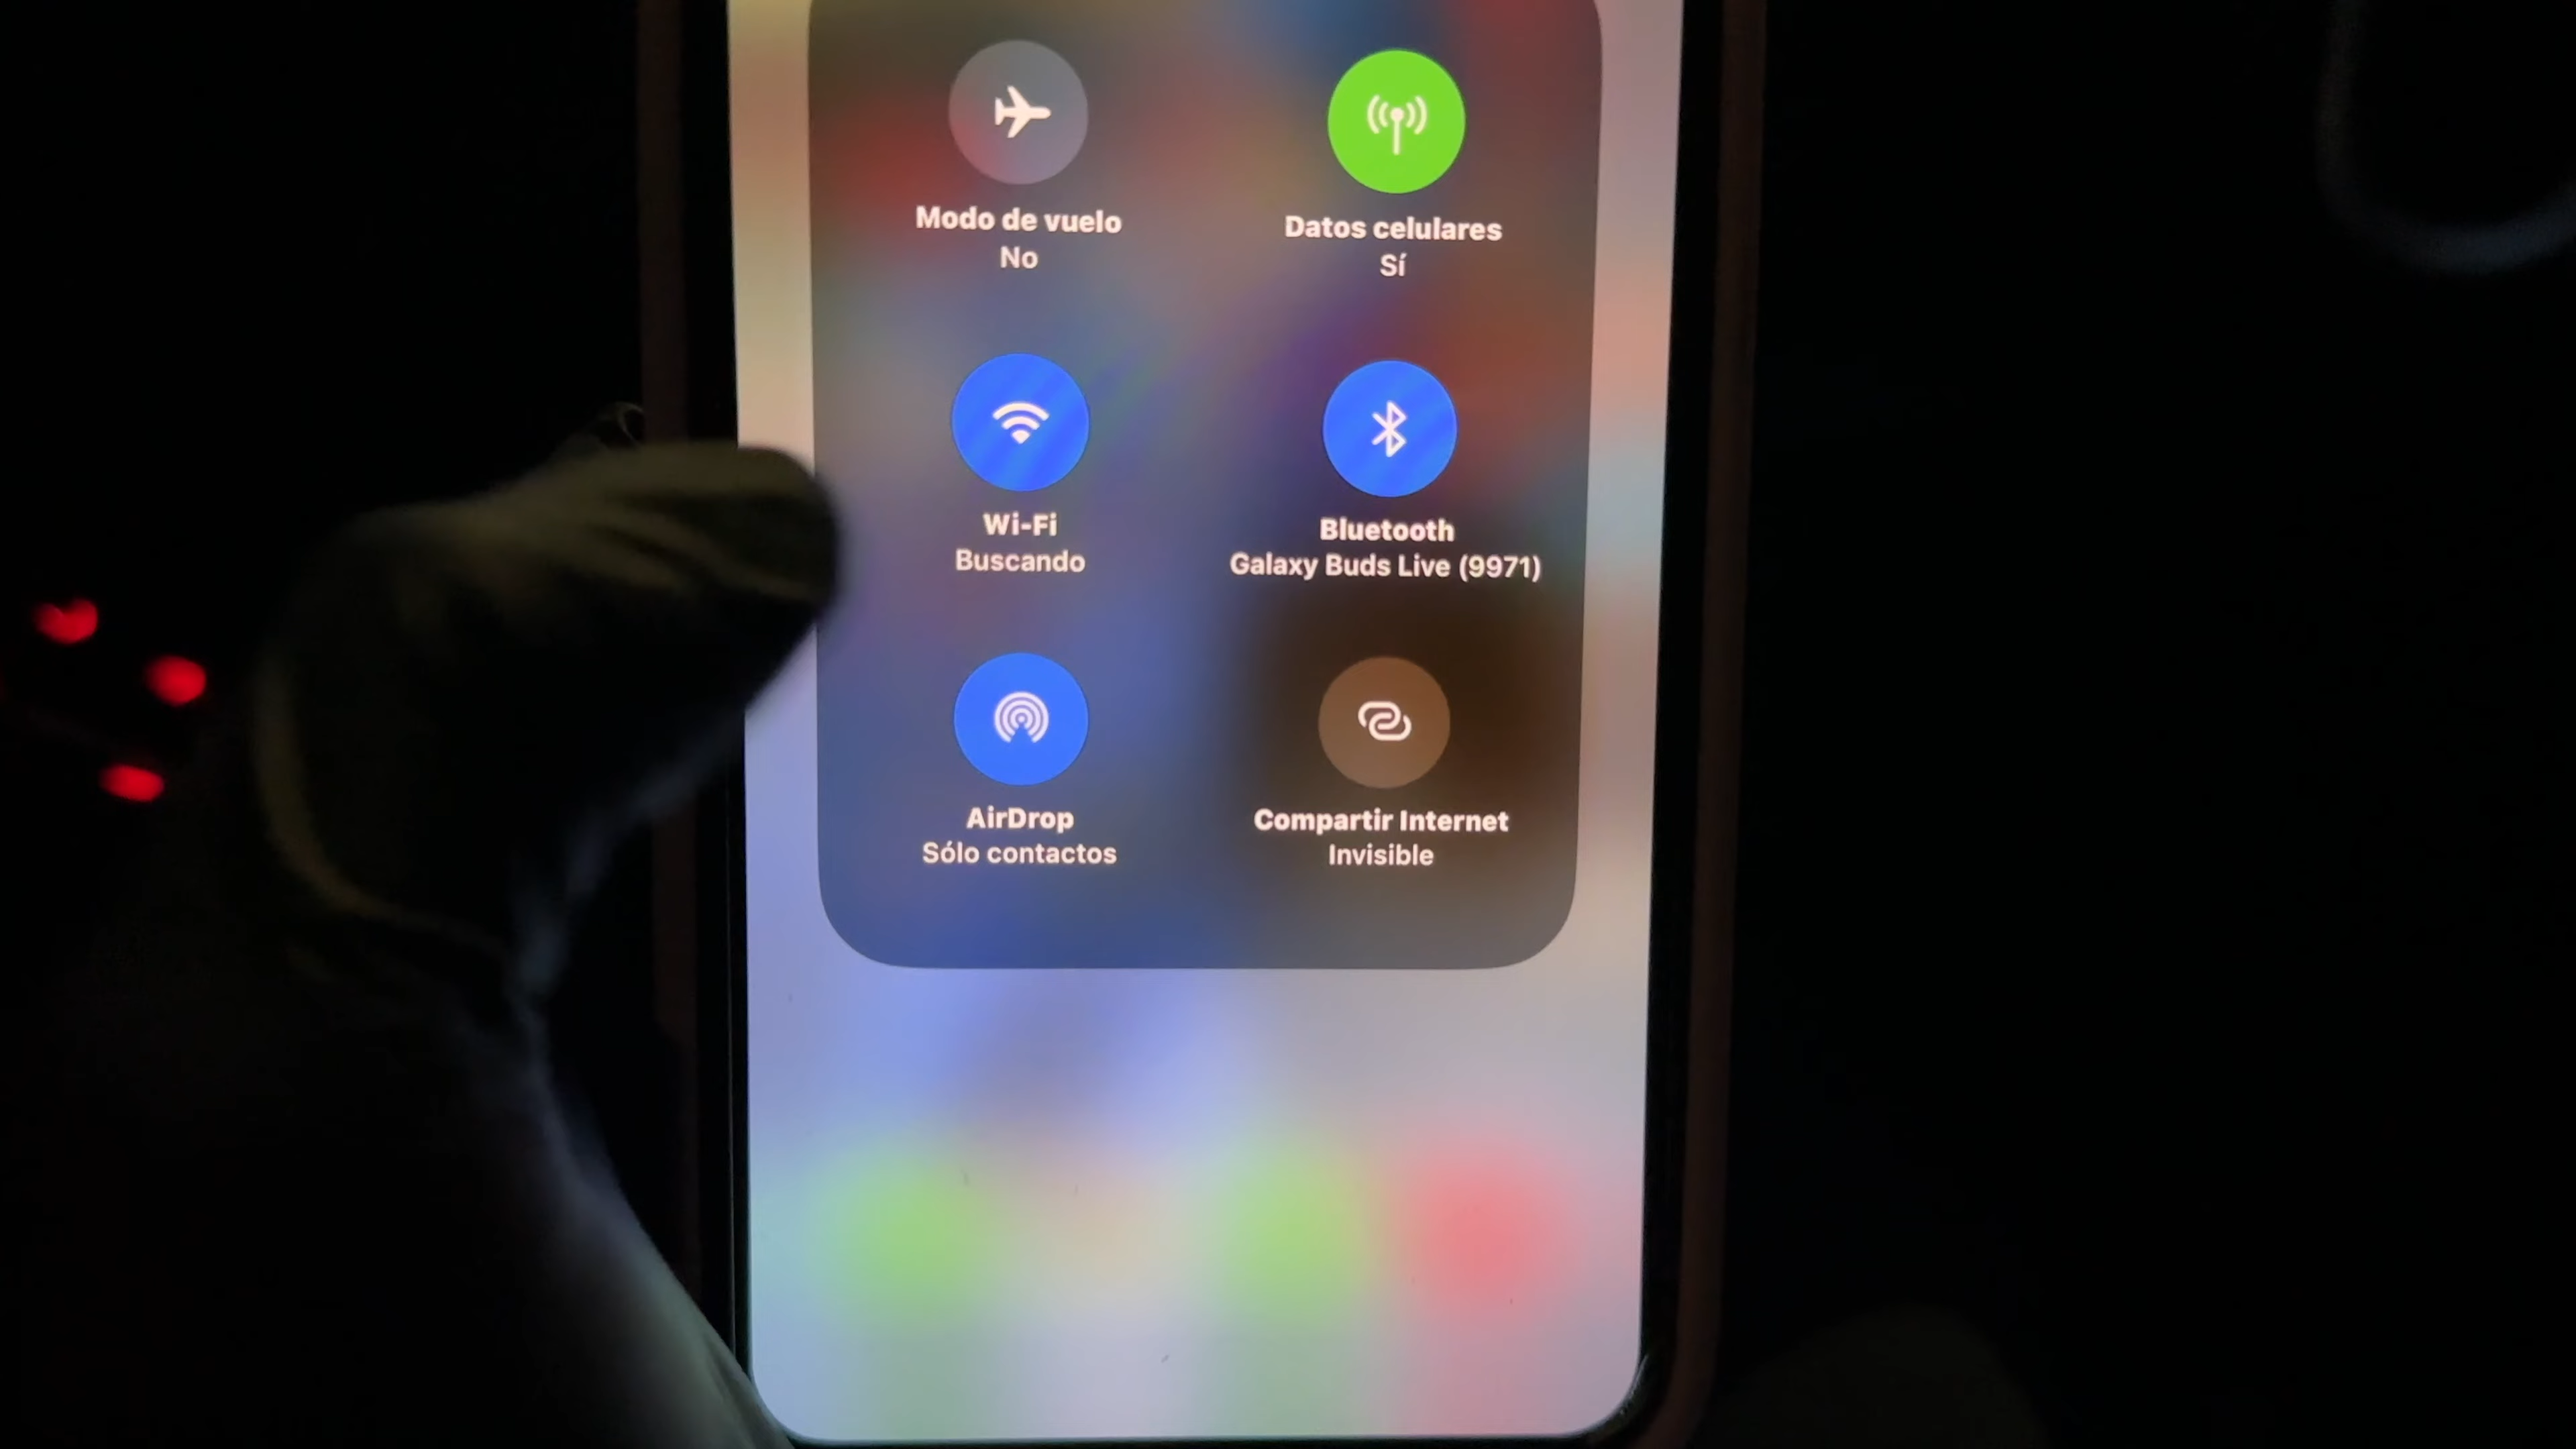 Modo de vuelo
No
Datos celulares
Sí
Wi-Fi
Buscando
Bluetooth
Galaxy Buds Live (9971)
AirDrop
Sólo contactos
Compartir Internet
Invisible